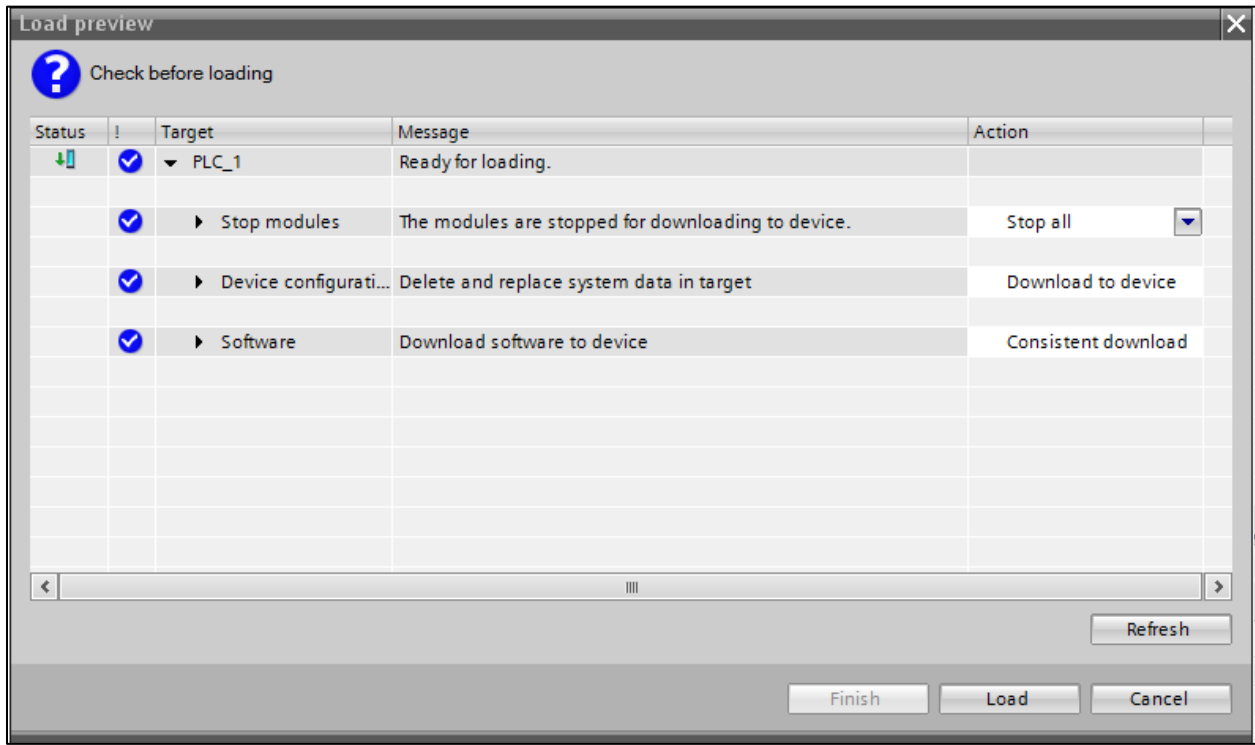 Load preview
Check before loading
Status ! Target Message Action
PLC_1 Ready for loading.
Stop modules The modules are stopped for downloading to device. Stop all
Device configurati... Delete and replace system data in target Download to device
Software Download software to device Consistent download
Refresh
Finish Load Cancel